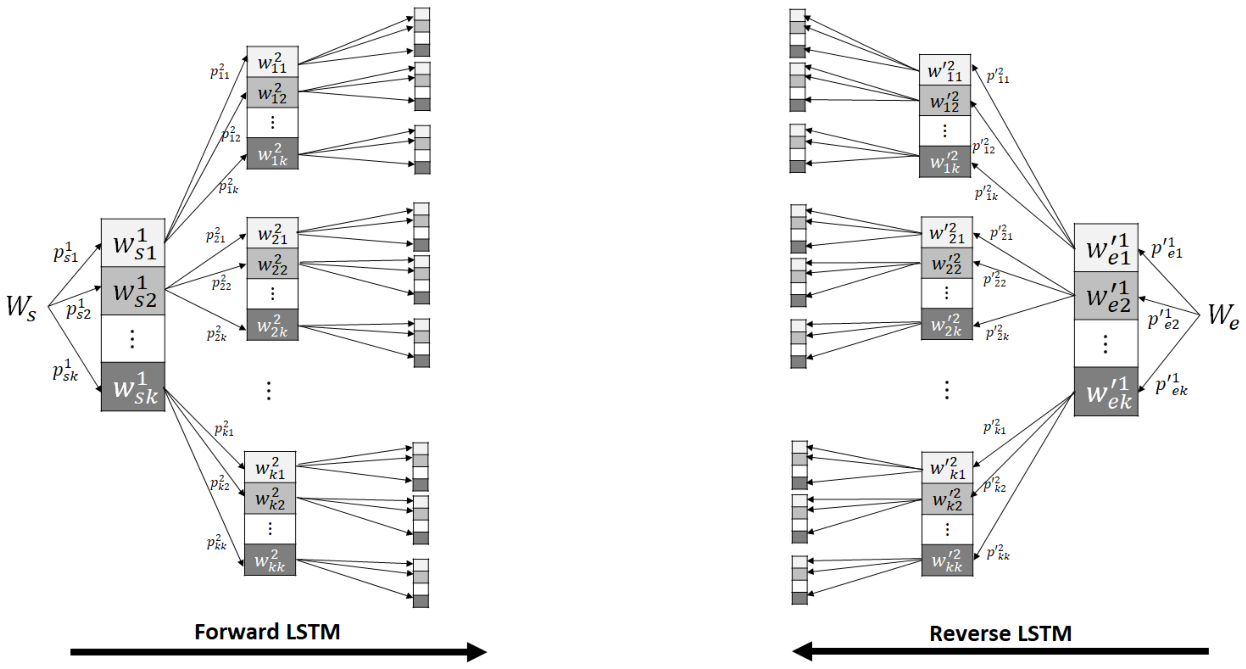 W_s
p^1_{s1}
p^1_{s2}
p^1_{sk}
w^1_{s1}
w^1_{s2}
⋮
w^1_{sk}
p^2_{11}
p^2_{12}
p^2_{1k}
w^2_{11}
w^2_{12}
⋮
w^2_{1k}
p^2_{21}
p^2_{22}
p^2_{2k}
w^2_{21}
w^2_{22}
⋮
w^2_{2k}
⋮
p^2_{k1}
p^2_{k2}
p^2_{kk}
w^2_{k1}
w^2_{k2}
⋮
w^2_{kk}
Forward LSTM
w'^2_{11}
w'^2_{12}
⋮
w'^2_{1k}
p'^2_{11}
p'^2_{12}
p'^2_{1k}
w'^2_{21}
w'^2_{22}
⋮
w'^2_{2k}
p'^2_{21}
p'^2_{22}
p'^2_{2k}
⋮
w'^2_{k1}
w'^2_{k2}
⋮
w'^2_{kk}
p'^2_{k1}
p'^2_{k2}
p'^2_{kk}
w'^1_{e1}
w'^1_{e2}
⋮
w'^1_{ek}
p'^1_{e1}
p'^1_{e2}
p'^1_{ek}
W_e
Reverse LSTM